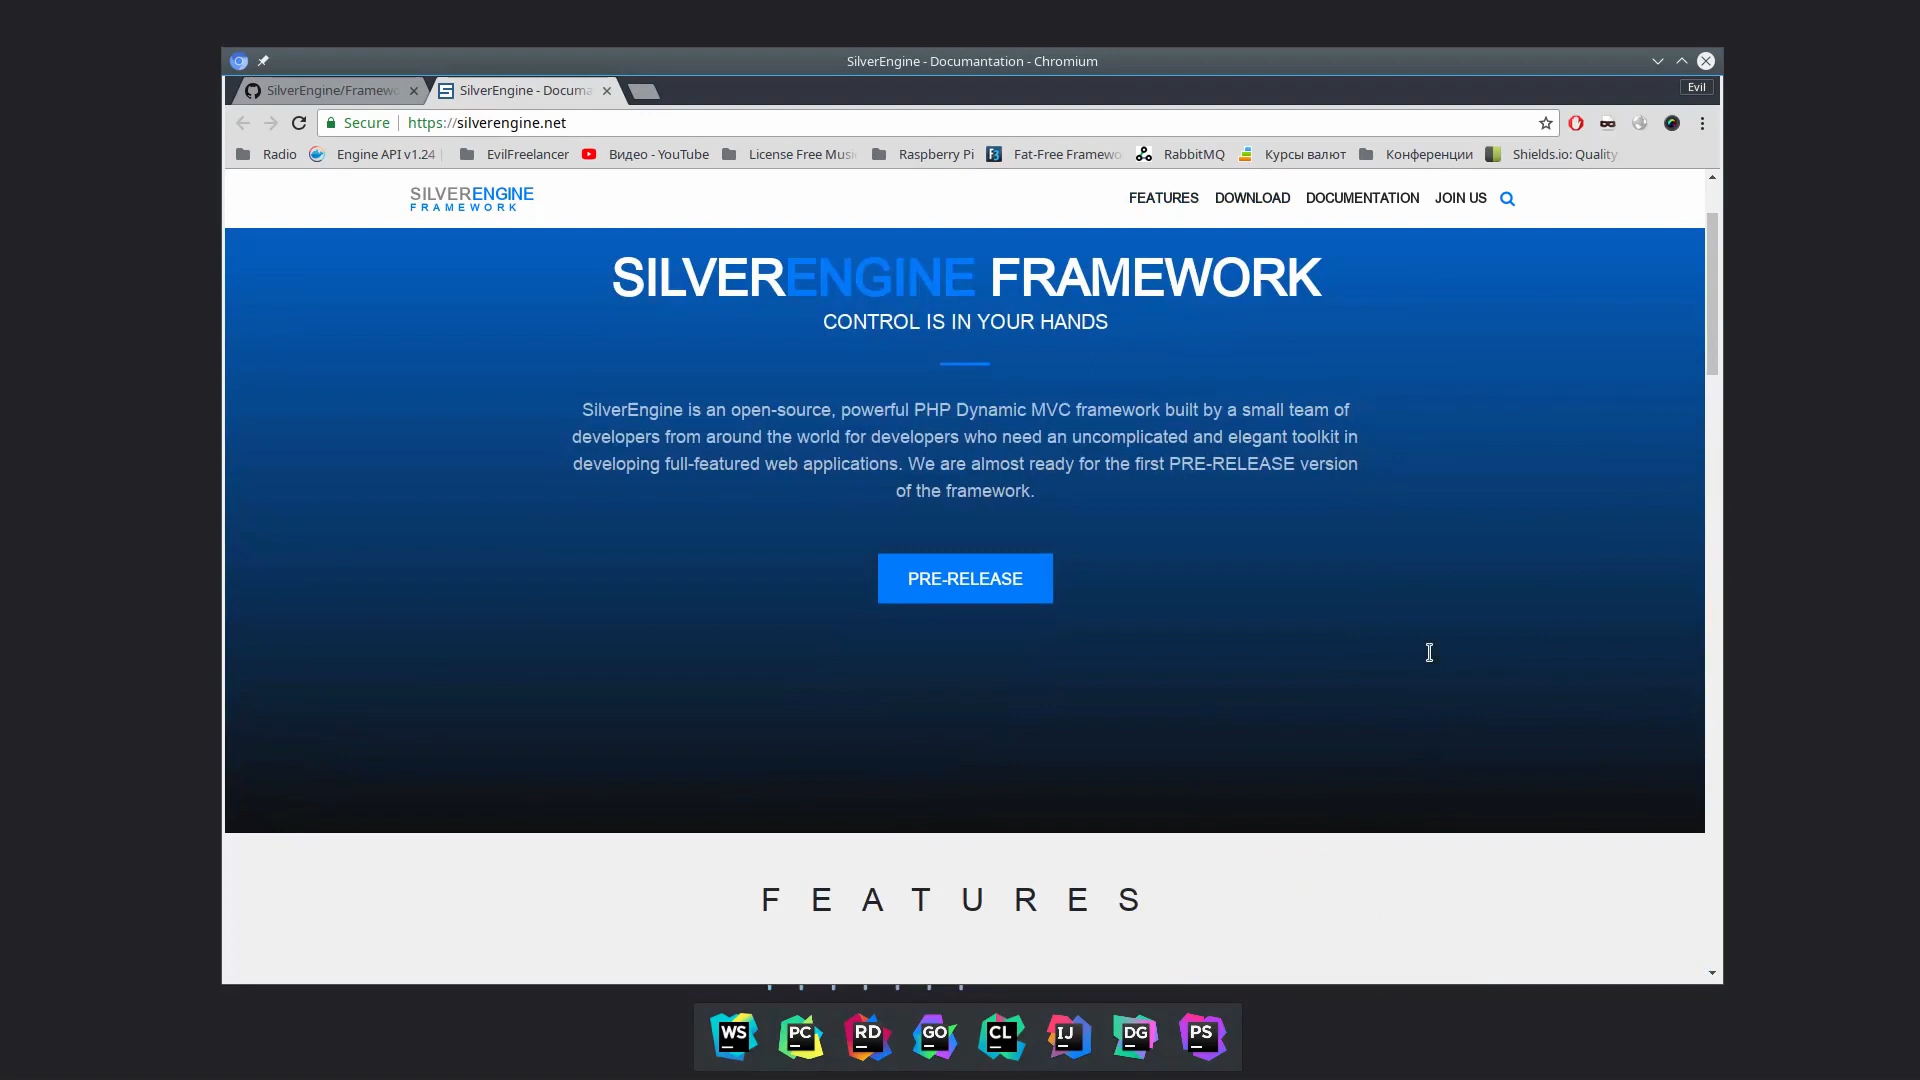 SilverEngine - Documantation - Chromium
SilverEngine/Framewo
SilverEngine - Documa
Evil
Secure
https://silverengine.net
Radio
Engine API v1.24
EvilFreelancer
Видео - YouTube
License Free Musi
Raspberry Pi
F3
Fat-Free Framewo
RabbitMQ
Курсы валют
Конференции
Shields.io: Quality
SILVERENGINE
FRAMEWORK
FEATURES
DOWNLOAD
DOCUMENTATION
JOIN US
SILVERENGINE FRAMEWORK
CONTROL IS IN YOUR HANDS
SilverEngine is an open-source, powerful PHP Dynamic MVC framework built by a small team of
developers from around the world for developers who need an uncomplicated and elegant toolkit in
developing full-featured web applications. We are almost ready for the first PRE-RELEASE version
of the framework.
PRE-RELEASE
FEATURES
WS
PC
RD
GO
CL
IJ
DG
PS